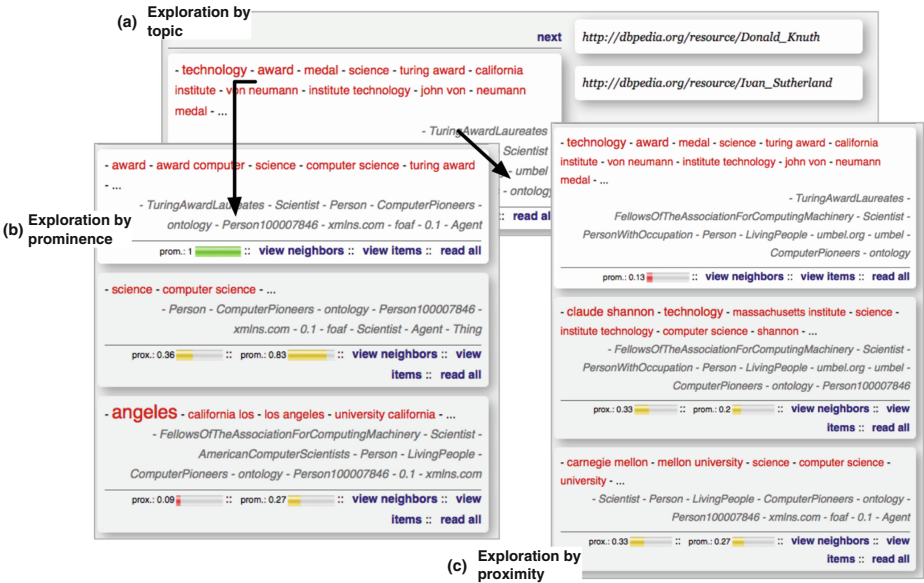 (a) Exploration by
topic
next
- technology - award - medal - science - turing award - california
institute - von neumann - institute technology - john von - neumann
medal - ...
- TuringAwardLaureates
Scientist
- umbel
- ontology
:: read al
http://dbpedia.org/resource/Donald_Knuth
http://dbpedia.org/resource/Ivan_Sutherland
(b) Exploration by
prominence
- award - award computer - science - computer science - turing award
- ...
- TuringAwardLaureates - Scientist - Person - ComputerPioneers -
ontology - Person100007846 - xmlns.com - foaf - 0.1 - Agent
prom.: 1 :: view neighbors :: view items :: read all
- science - computer science - ...
- Person - ComputerPioneers - ontology - Person100007846 -
xmlns.com - 0.1 - foaf - Scientist - Agent - Thing
prox.: 0.36 :: prom.: 0.83 :: view neighbors :: view
items :: read all
- angeles - california los - los angeles - university california - ...
- FellowsOfTheAssociationForComputingMachinery - Scientist -
AmericanComputerScientists - Person - LivingPeople -
ComputerPioneers - ontology - Person100007846 - 0.1 - xmlns.com
prox.: 0.09 :: prom.: 0.27 :: view neighbors :: view
items :: read all
- technology - award - medal - science - turing award - california
institute - von neumann - institute technology - john von - neumann
medal - ...
- TuringAwardLaureates -
FellowsOfTheAssociationForComputingMachinery - Scientist -
PersonWithOccupation - Person - LivingPeople - umbel.org - umbel -
ComputerPioneers - ontology
prom.: 0.13 :: view neighbors :: view items :: read all
- claude shannon - technology - massachusetts institute - science -
institute technology - computer science - shannon - ...
- FellowsOfTheAssociationForComputingMachinery - Scientist -
PersonWithOccupation - Person - LivingPeople - umbel.org - umbel -
ComputerPioneers - ontology - Person100007846
prox.: 0.33 :: prom.: 0.2 :: view neighbors :: view
items :: read all
- carnegie mellon - mellon university - science - computer science -
university - ...
- Scientist - Person - LivingPeople - ComputerPioneers - ontology -
Person100007846 - xmlns.com - foaf - 0.1 - Agent
prox.: 0.33 :: prom.: 0.27 :: view neighbors :: view
items :: read all
(c) Exploration by
proximity